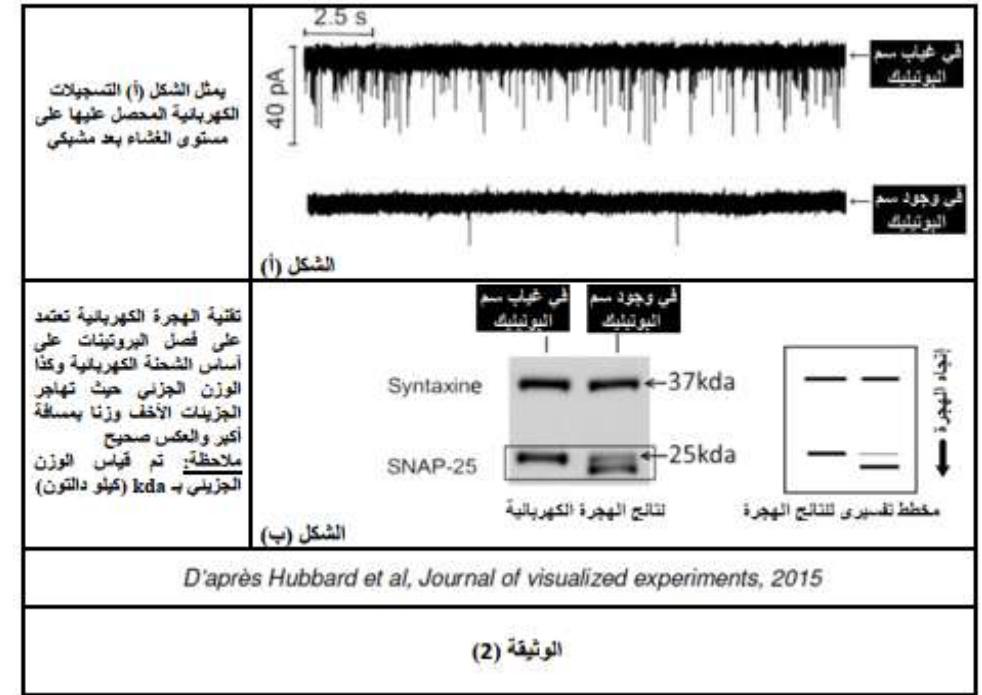 2.5 s
40 pA
في غياب سم
البوتيليك
في وجود سم
البوتيليك
الشكل (أ)
يمثل الشكل (أ) التسجيلات
الكهربائية المحصل عليها على
مستوى الغشاء بعد مشبكي
في غياب سم
البوتيليك
في وجود سم
البوتيليك
Syntaxine
37kda
SNAP-25
25kda
نتائج الهجرة الكهربائية
إتجاه الهجرة
مخطط تفسيري لنتائج الهجرة
الشكل (ب)
تقنية الهجرة الكهربائية تعتمد
على فصل البروتينات على
أساس الشحنة الكهربائية وكذا
الوزن الجزئي حيث تهاجر
الجزيئات الأخف وزنا بمسافة
أكبر والعكس صحيح
ملاحظة: تم قياس الوزن
الجزيئي بـ kda (كيلو دالتون)
D'après Hubbard et al, Journal of visualized experiments, 2015
الوثيقة (2)